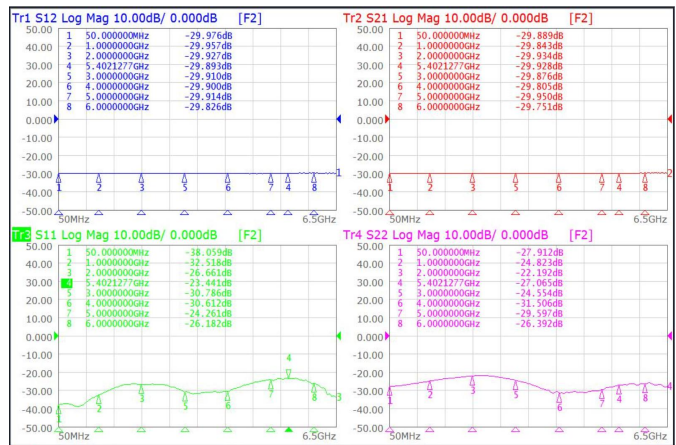 Tr1 S12 Log Mag 10.00dB/ 0.000dB [F2]
50.00
40.00
30.00
20.00
10.00
0.000
-10.00
-20.00
-30.00
-40.00
-50.00
1 50.000000MHz -29.976dB
2 1.0000000GHz -29.957dB
3 2.0000000GHz -29.927dB
4 5.4021277GHz -29.893dB
5 3.0000000GHz -29.910dB
6 4.0000000GHz -29.900dB
7 5.0000000GHz -29.914dB
8 6.0000000GHz -29.826dB
1 2 3 5 6 7 4 8 1
50MHz 6.5GHz
Tr2 S21 Log Mag 10.00dB/ 0.000dB [F2]
50.00
40.00
30.00
20.00
10.00
0.000
-10.00
-20.00
-30.00
-40.00
-50.00
1 50.000000MHz -29.889dB
2 1.0000000GHz -29.843dB
3 2.0000000GHz -29.934dB
4 5.4021277GHz -29.928dB
5 3.0000000GHz -29.876dB
6 4.0000000GHz -29.805dB
7 5.0000000GHz -29.950dB
8 6.0000000GHz -29.751dB
1 2 3 5 6 7 4 8 2
50MHz 6.5GHz
Tr3 S11 Log Mag 10.00dB/ 0.000dB [F2]
50.00
40.00
30.00
20.00
10.00
0.000
-10.00
-20.00
-30.00
-40.00
-50.00
1 50.000000MHz -38.059dB
2 1.0000000GHz -32.518dB
3 2.0000000GHz -26.661dB
4 5.4021277GHz -23.441dB
5 3.0000000GHz -30.786dB
6 4.0000000GHz -30.612dB
7 5.0000000GHz -24.261dB
8 6.0000000GHz -26.182dB
4
1 2 3 5 6 7 8 3
50MHz 6.5GHz
Tr4 S22 Log Mag 10.00dB/ 0.000dB [F2]
50.00
40.00
30.00
20.00
10.00
0.000
-10.00
-20.00
-30.00
-40.00
-50.00
1 50.000000MHz -27.912dB
2 1.0000000GHz -24.823dB
3 2.0000000GHz -22.192dB
4 5.4021277GHz -27.065dB
5 3.0000000GHz -24.554dB
6 4.0000000GHz -31.506dB
7 5.0000000GHz -29.597dB
8 6.0000000GHz -26.392dB
1 2 3 5 6 7 4 8 4
50MHz 6.5GHz